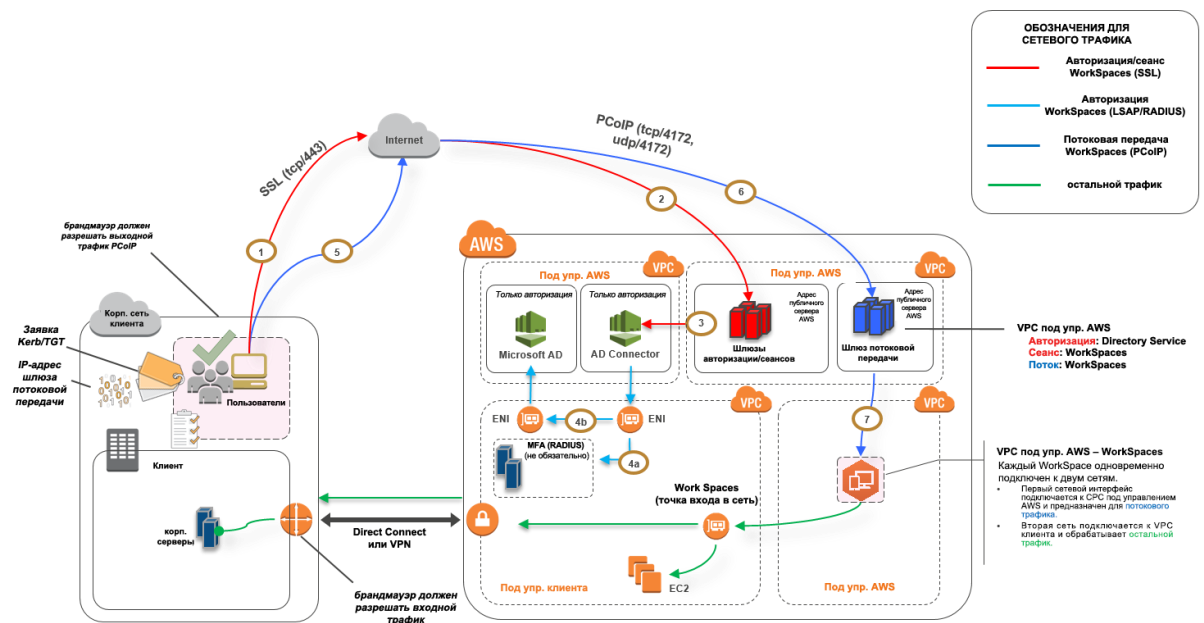 ОБОЗНАЧЕНИЯ ДЛЯ
СЕТЕВОГО ТРАФИКА
Авторизация/сеанс
WorkSpaces (SSL)
Авторизация
WorkSpaces (LSAP/RADIUS)
Потоковая передача
WorkSpaces (PCoIP)
остальной трафик
Internet
SSL (tcp/443)
PCoIP (tcp/4172,
udp/4172)
1
5
2
6
брандмауэр должен
разрешать выходной
трафик PCoIP
Корп. сеть
клиента
Заявка
Kerb/TGT
IP-адрес
шлюза
потоковой
передачи
Пользователи
Клиент
корп.
серверы
Direct Connect
или VPN
брандмауэр должен
разрешать входной
трафик
AWS
VPC
Под упр. AWS
Только авторизация
Microsoft AD
Только авторизация
AD Connector
3
VPC
Под упр. AWS
Адрес
публичного
сервера
AWS
Шлюзы
авторизации/сеансов
Адрес
публичного
сервера
AWS
Шлюз потоковой
передачи
VPC под упр. AWS
Авторизация: Directory Service
Сеанс: WorkSpaces
Поток: WorkSpaces
VPC
ENI
4b
ENI
4a
MFA (RADIUS)
(не обязательно)
Work Spaces
(точка входа в сеть)
EC2
Под упр. клиента
VPC
7
Под упр. AWS
VPC под упр. AWS – WorkSpaces
Каждый WorkSpace одновременно
подключен к двум сетям.
• Первый сетевой интерфейс
подключается к СРС под управлением
AWS и предназначен для потокового
трафика.
• Вторая сеть подключается к VPC
клиента и обрабатывает остальной
трафик.